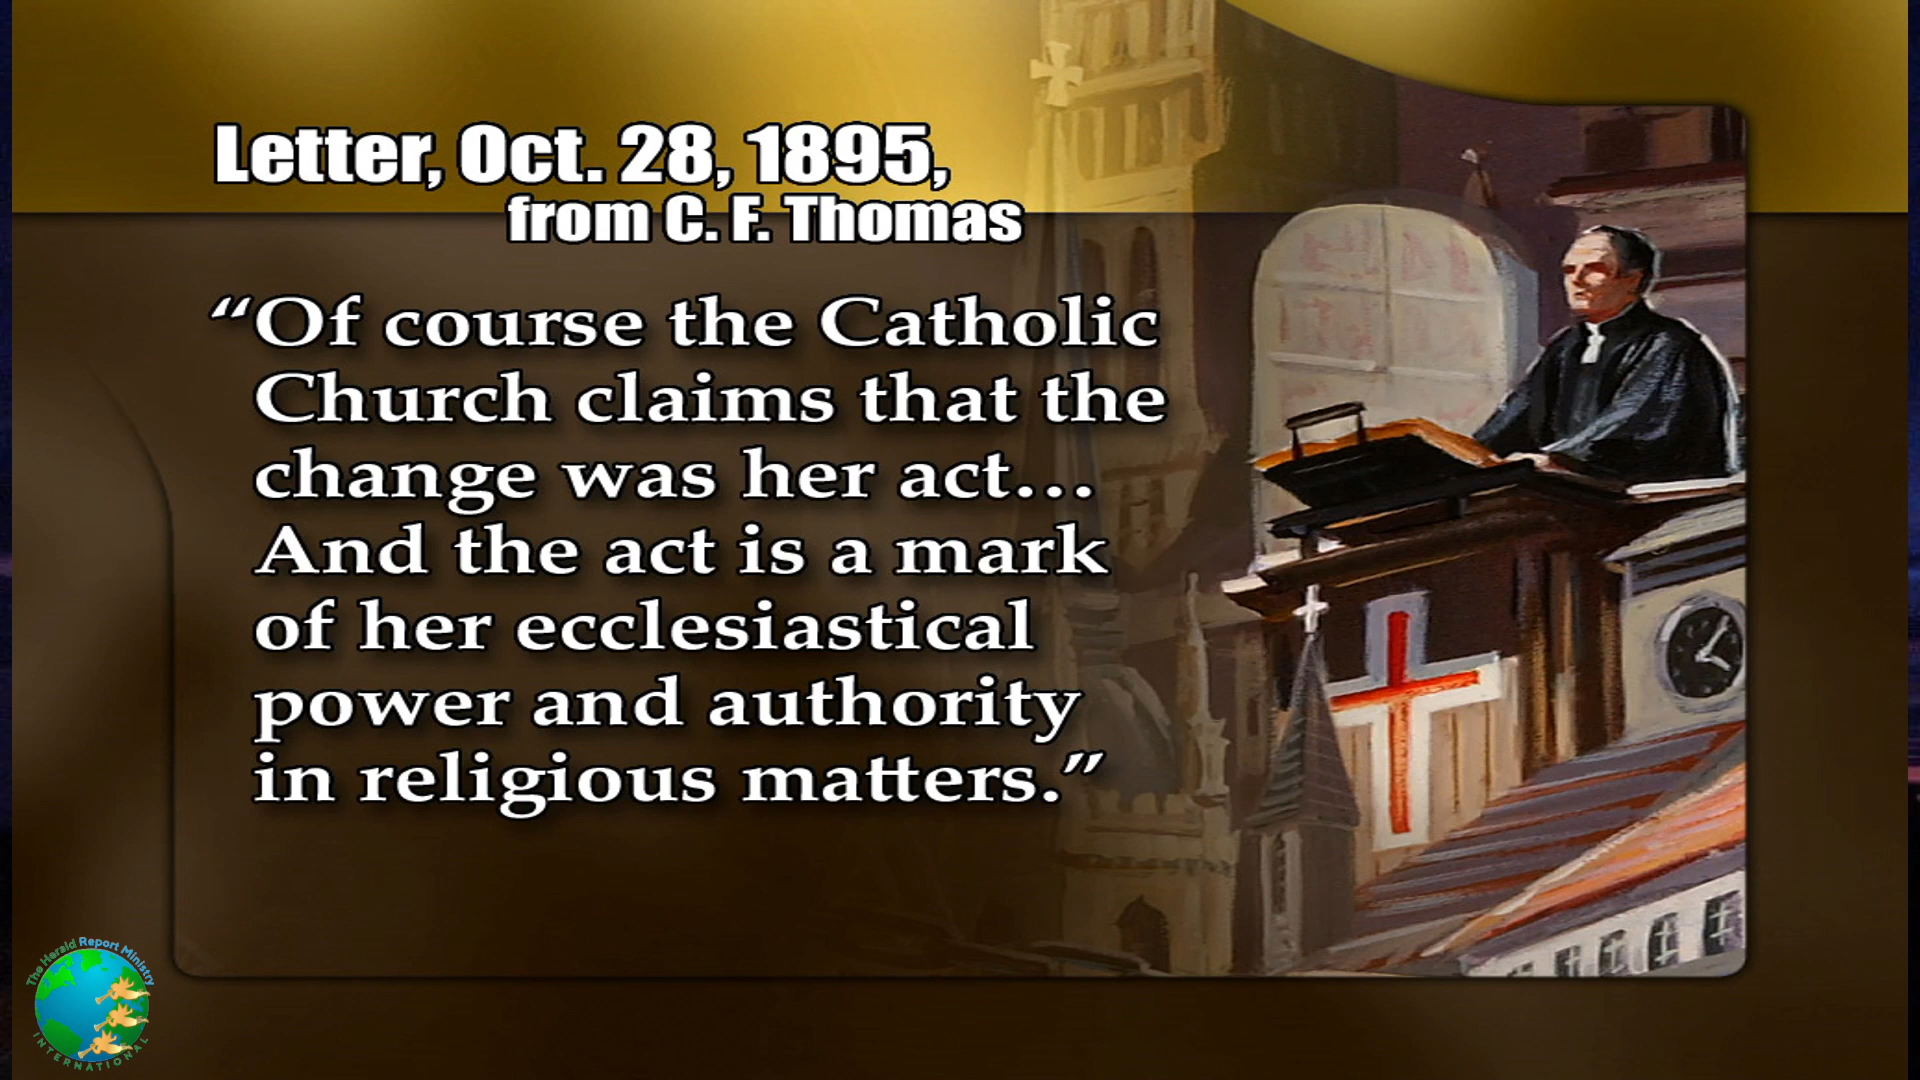 Letter, Oct. 28, 1895,
from C. F. Thomas
“Of course the Catholic
Church claims that the
change was her act...
And the act is a mark
of her ecclesiastical
power and authority
in religious matters.”
The Herald Report Ministry
INTERNATIONAL